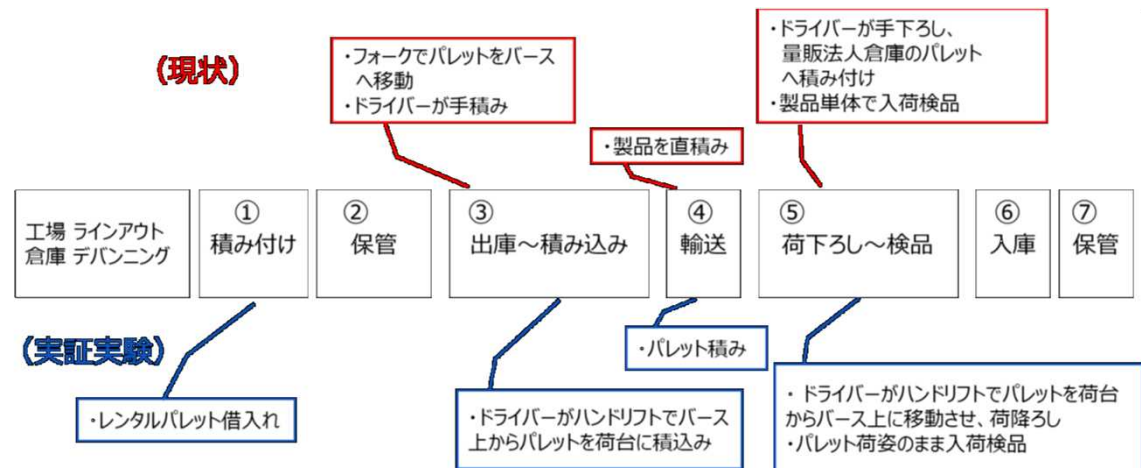 (現状)
・フォークでパレットをバース
へ移動
・ドライバーが手積み
・製品を直積み
・ドライバーが手下ろし、
量販法人倉庫のパレット
へ積み付け
・製品単体で入荷検品
工場 ラインアウト
倉庫 デバンニング
①
積み付け
②
保管
③
出庫～積み込み
④
輸送
⑤
荷下ろし～検品
⑥
入庫
⑦
保管
(実証実験)
・レンタルパレット借入れ
・ドライバーがハンドリフトでバース
上からパレットを荷台に積込み
・パレット積み
・ドライバーがハンドリフトでパレットを荷台
からバース上に移動させ、荷降ろし
・パレット荷姿のまま入荷検品